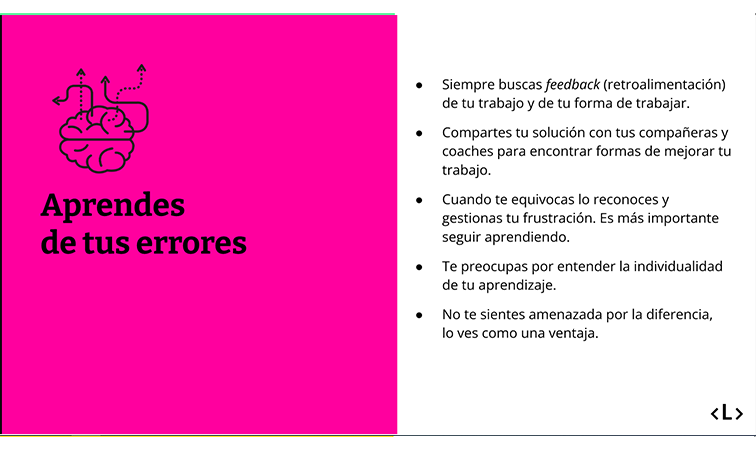 Aprendes
de tus errores
● Siempre buscas feedback (retroalimentación)
de tu trabajo y de tu forma de trabajar.
● Compartes tu solución con tus compañeras y
coaches para encontrar formas de mejorar tu
trabajo.
● Cuando te equivocas lo reconoces y
gestionas tu frustración. Es más importante
seguir aprendiendo.
● Te preocupas por entender la individualidad
de tu aprendizaje.
● No te sientes amenazada por la diferencia,
lo ves como una ventaja.
<L>